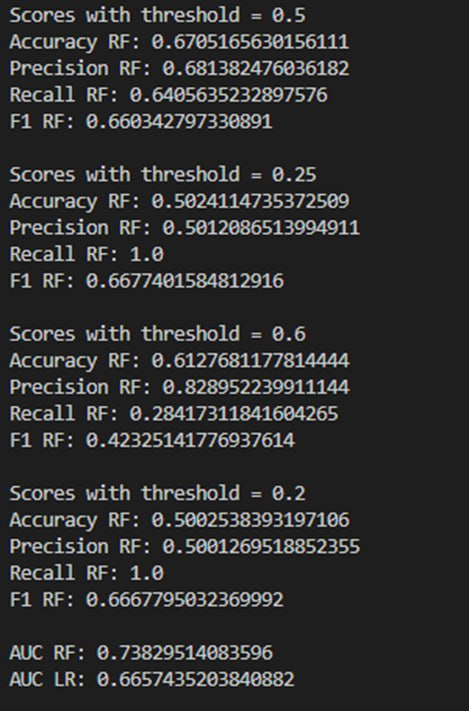 Scores with threshold = 0.5
Accuracy RF: 0.6705165630156111
Precision RF: 0.681382476036182
Recall RF: 0.6405635232897576
F1 RF: 0.660342797330891
Scores with threshold = 0.25
Accuracy RF: 0.5024114735372509
Precision RF: 0.5012086513994911
Recall RF: 1.0
F1 RF: 0.6677401584812916
Scores with threshold = 0.6
Accuracy RF: 0.6127681177814444
Precision RF: 0.828952239911144
Recall RF: 0.28417311841604265
F1 RF: 0.42325141776937614
Scores with threshold = 0.2
Accuracy RF: 0.5002538393197106
Precision RF: 0.5001269518852355
Recall RF: 1.0
F1 RF: 0.6667795032369992
AUC RF: 0.73829514083596
AUC LR: 0.6657435203840882